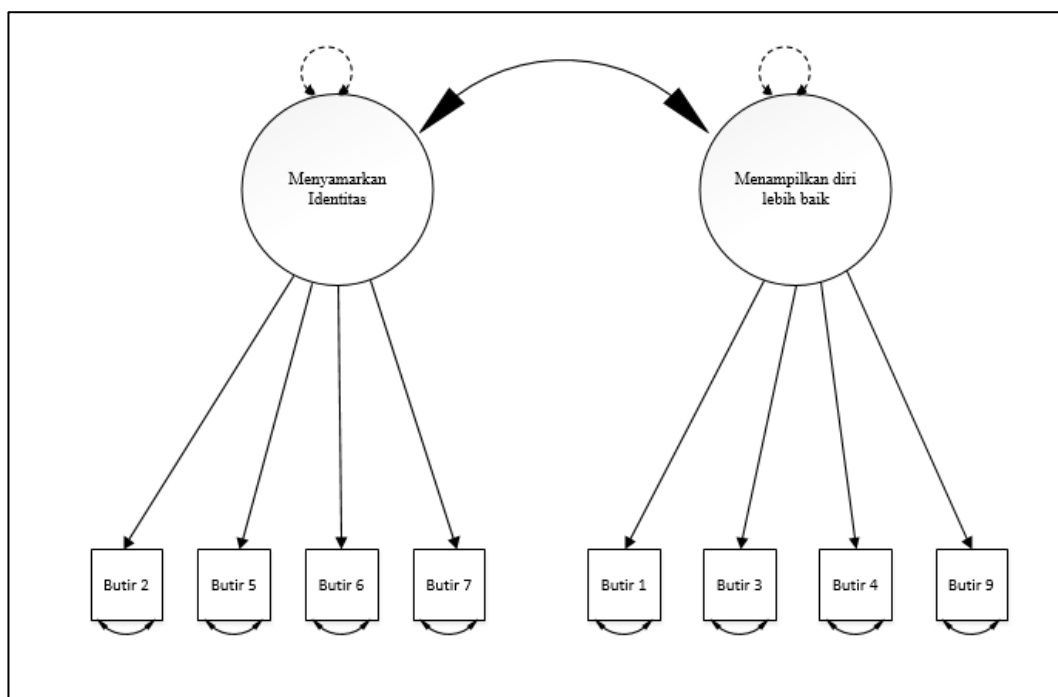 Menyamarkan
Identitas
Menampilkan diri
lebih baik
Butir 2
Butir 5
Butir 6
Butir 7
Butir 1
Butir 3
Butir 4
Butir 9